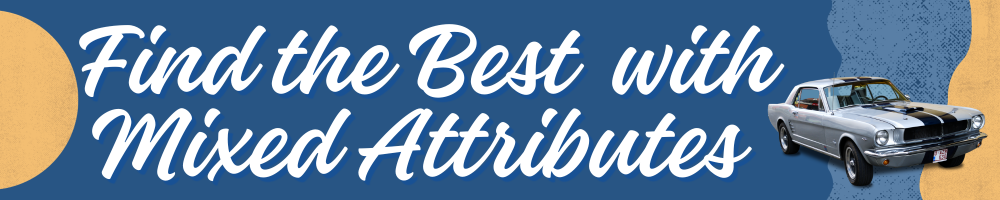 Find the Best with
Mixed Attributes